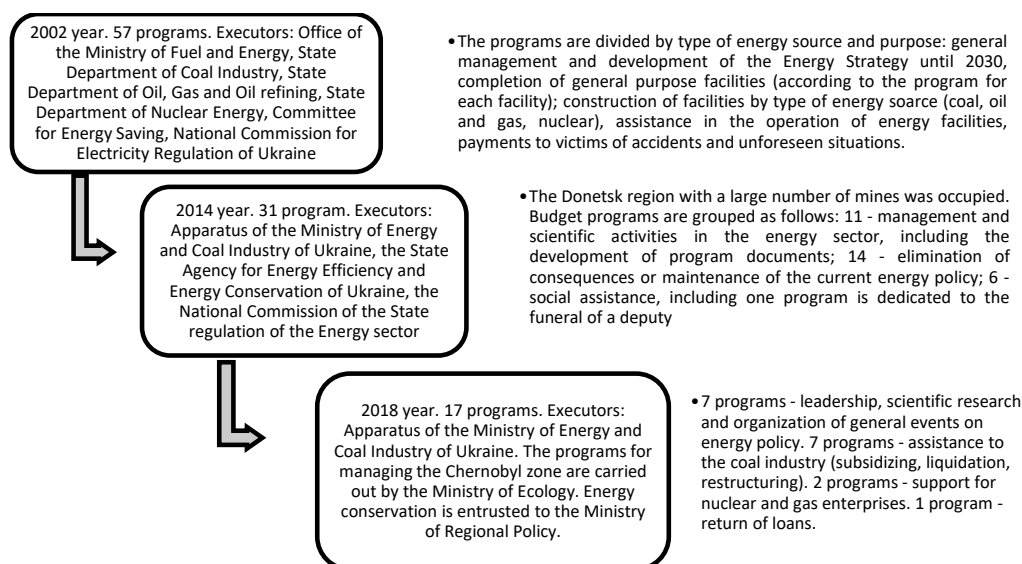 2002 year. 57 programs. Executors: Office of
the Ministry of Fuel and Energy, State
Department of Coal Industry, State
Department of Oil, Gas and Oil refining, State
Department of Nuclear Energy, Committee
for Energy Saving, National Commission for
Electricity Regulation of Ukraine
•The programs are divided by type of energy source and purpose: general
management and development of the Energy Strategy until 2030,
completion of general purpose facilities (according to the program for
each facility); construction of facilities by type of energy soarce (coal, oil
and gas, nuclear), assistance in the operation of energy facilities,
payments to victims of accidents and unforeseen situations.
2014 year. 31 program. Executors:
Apparatus of the Ministry of Energy
and Coal Industry of Ukraine, the State
Agency for Energy Efficiency and
Energy Conservation of Ukraine, the
National Commission of the State
regulation of the Energy sector
•The Donetsk region with a large number of mines was occupied.
Budget programs are grouped as follows: 11 - management and
scientific activities in the energy sector, including the
development of program documents; 14 - elimination of
consequences or maintenance of the current energy policy; 6 -
social assistance, including one program is dedicated to the
funeral of a deputy
2018 year. 17 programs. Executors:
Apparatus of the Ministry of Energy and
Coal Industry of Ukraine. The programs for
managing the Chernobyl zone are carried
out by the Ministry of Ecology. Energy
conservation is entrusted to the Ministry
of Regional Policy.
•7 programs - leadership, scientific research
and organization of general events on
energy policy. 7 programs - assistance to
the coal industry (subsidizing, liquidation,
restructuring). 2 programs - support for
nuclear and gas enterprises. 1 program -
return of loans.